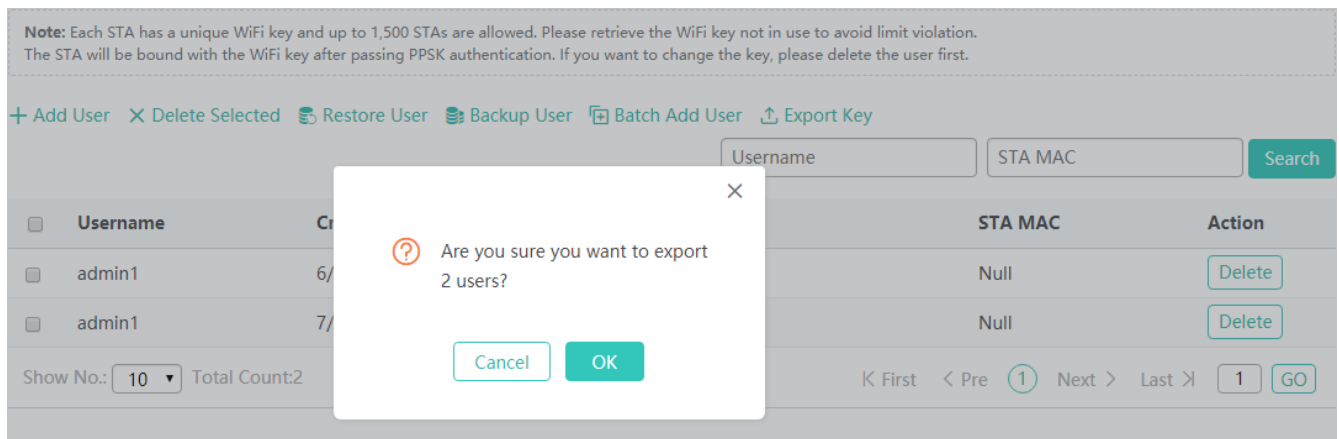 Note: Each STA has a unique WiFi key and up to 1,500 STAs are allowed. Please retrieve the WiFi key not in use to avoid limit violation.
The STA will be bound with the WiFi key after passing PPSK authentication. If you want to change the key, please delete the user first.
Add User Delete Selected Restore User Backup User Batch Add User Export Key
Username STA MAC Search
Username STA MAC Action
Are you sure you want to export
2 users?
admin1 6/ Null Delete
admin1 7/ Null Delete
Cancel OK
Show No.: 10 Total Count:2 First Pre 1 Next Last 1 GO